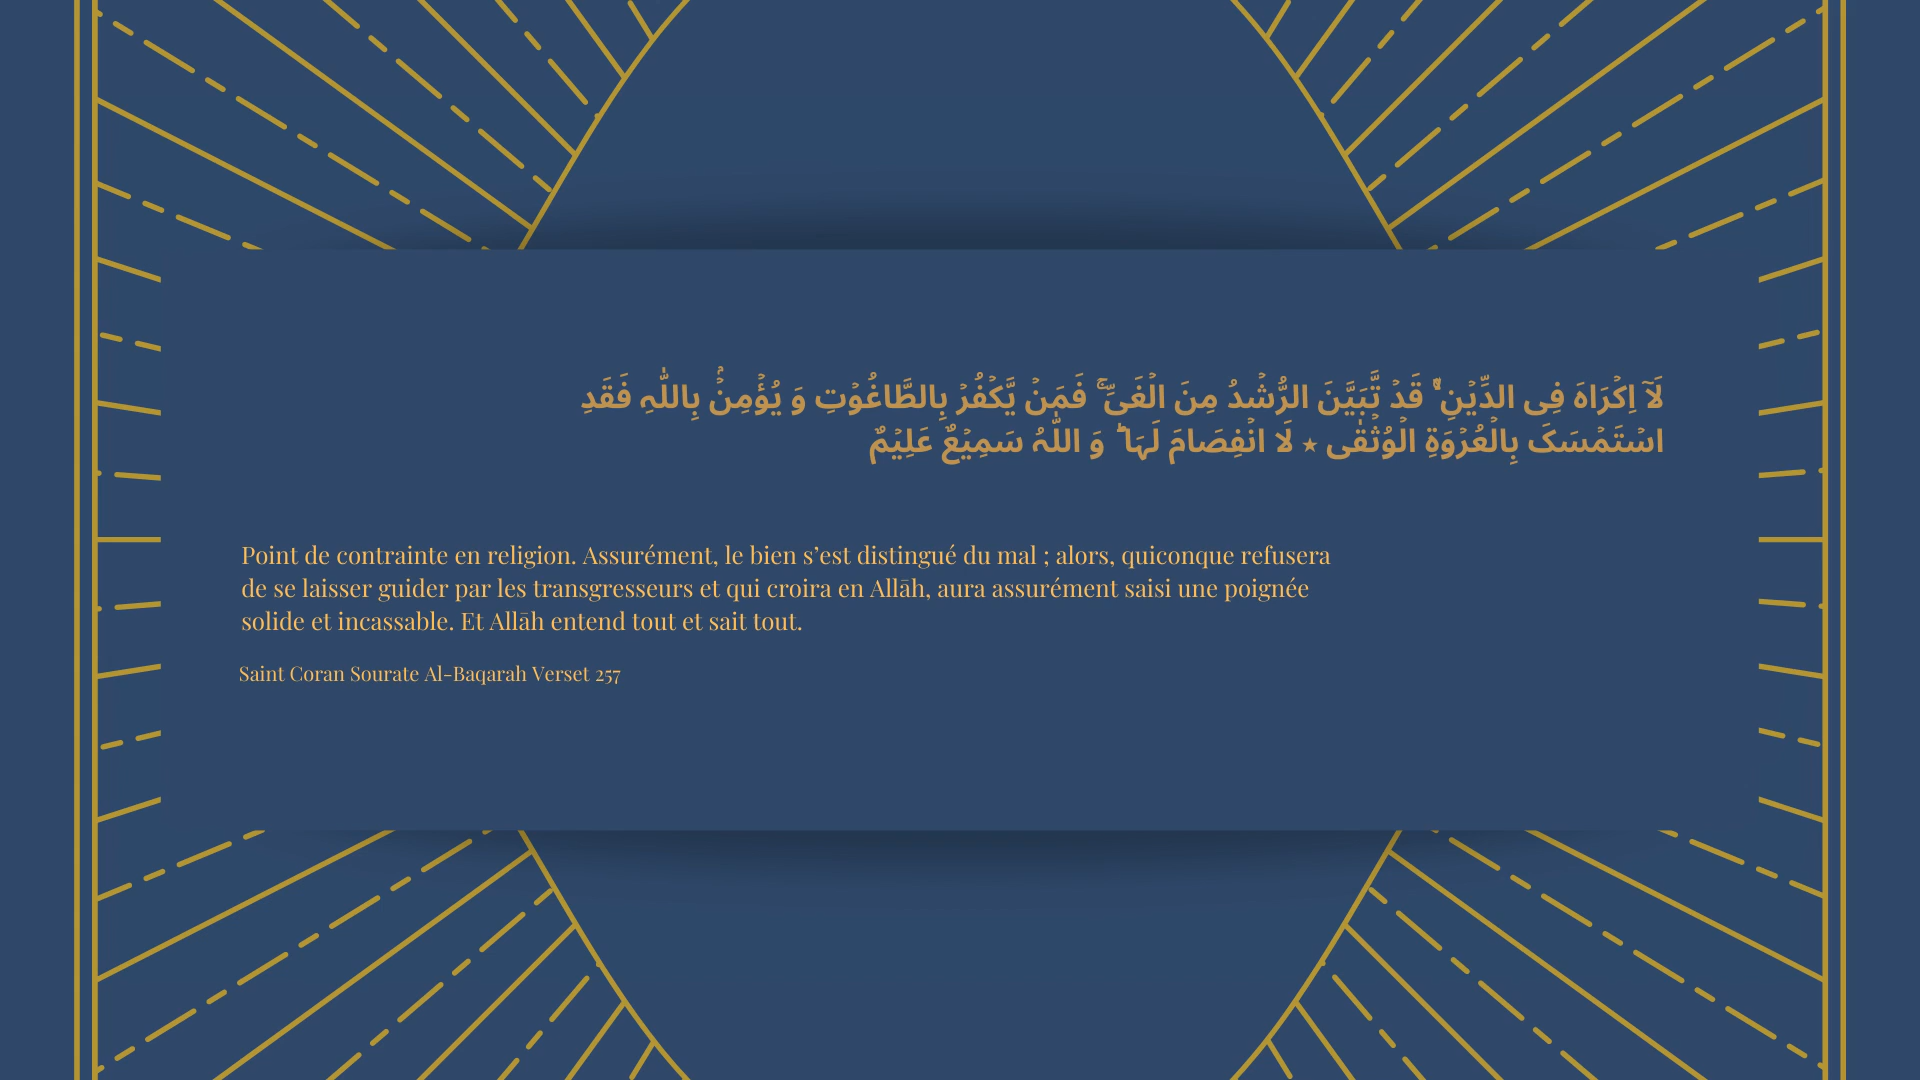 لَاۤ اِکۡرَاہَ فِی الدِّیۡنِ ۟ۙ قَدۡ تَّبَیَّنَ الرُّشۡدُ مِنَ الۡغَیِّ ۚ فَمَنۡ یَّکۡفُرۡ بِالطَّاغُوۡتِ وَ یُؤۡمِنۡۢ بِاللّٰہِ فَقَدِ
اسۡتَمۡسَکَ بِالۡعُرۡوَۃِ الۡوُثۡقٰی ٭ لَا انۡفِصَامَ لَہَا ؕ وَ اللّٰہُ سَمِیۡعٌ عَلِیۡمٌ
Point de contrainte en religion. Assurément, le bien s’est distingué du mal ; alors, quiconque refusera
de se laisser guider par les transgresseurs et qui croira en Allāh, aura assurément saisi une poignée
solide et incassable. Et Allāh entend tout et sait tout.
Saint Coran Sourate Al-Baqarah Verset 257